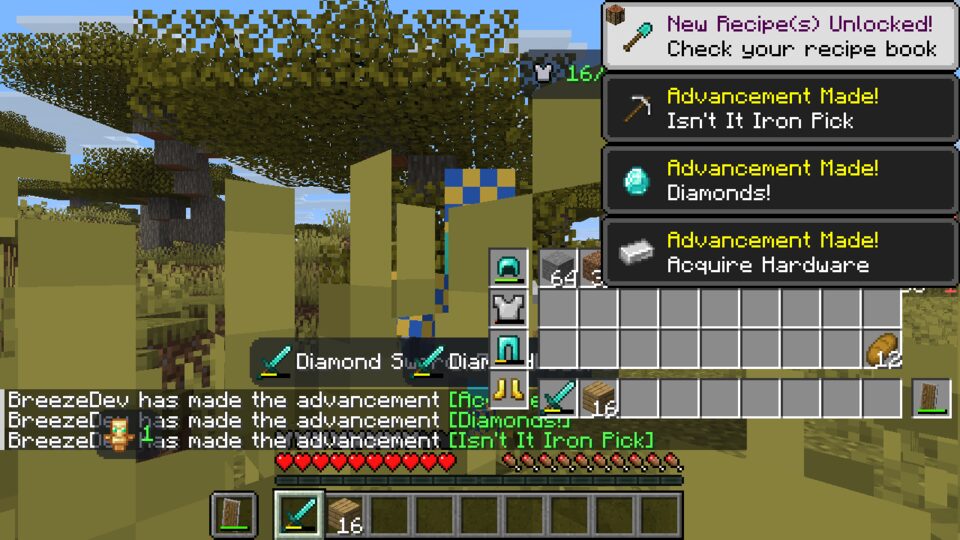 New Recipe(s) Unlocked!
Check your recipe book
16/
Advancement Made!
Isn't It Iron Pick
Advancement Made!
Diamonds!
Advancement Made!
Acquire Hardware
64
12
Diamond
BreezeDev has made the advancement
BreezeDev has made the advancement [Diamonds!]
BreezeDev has made the advancement [Isn't It Iron Pick]
1
16
16